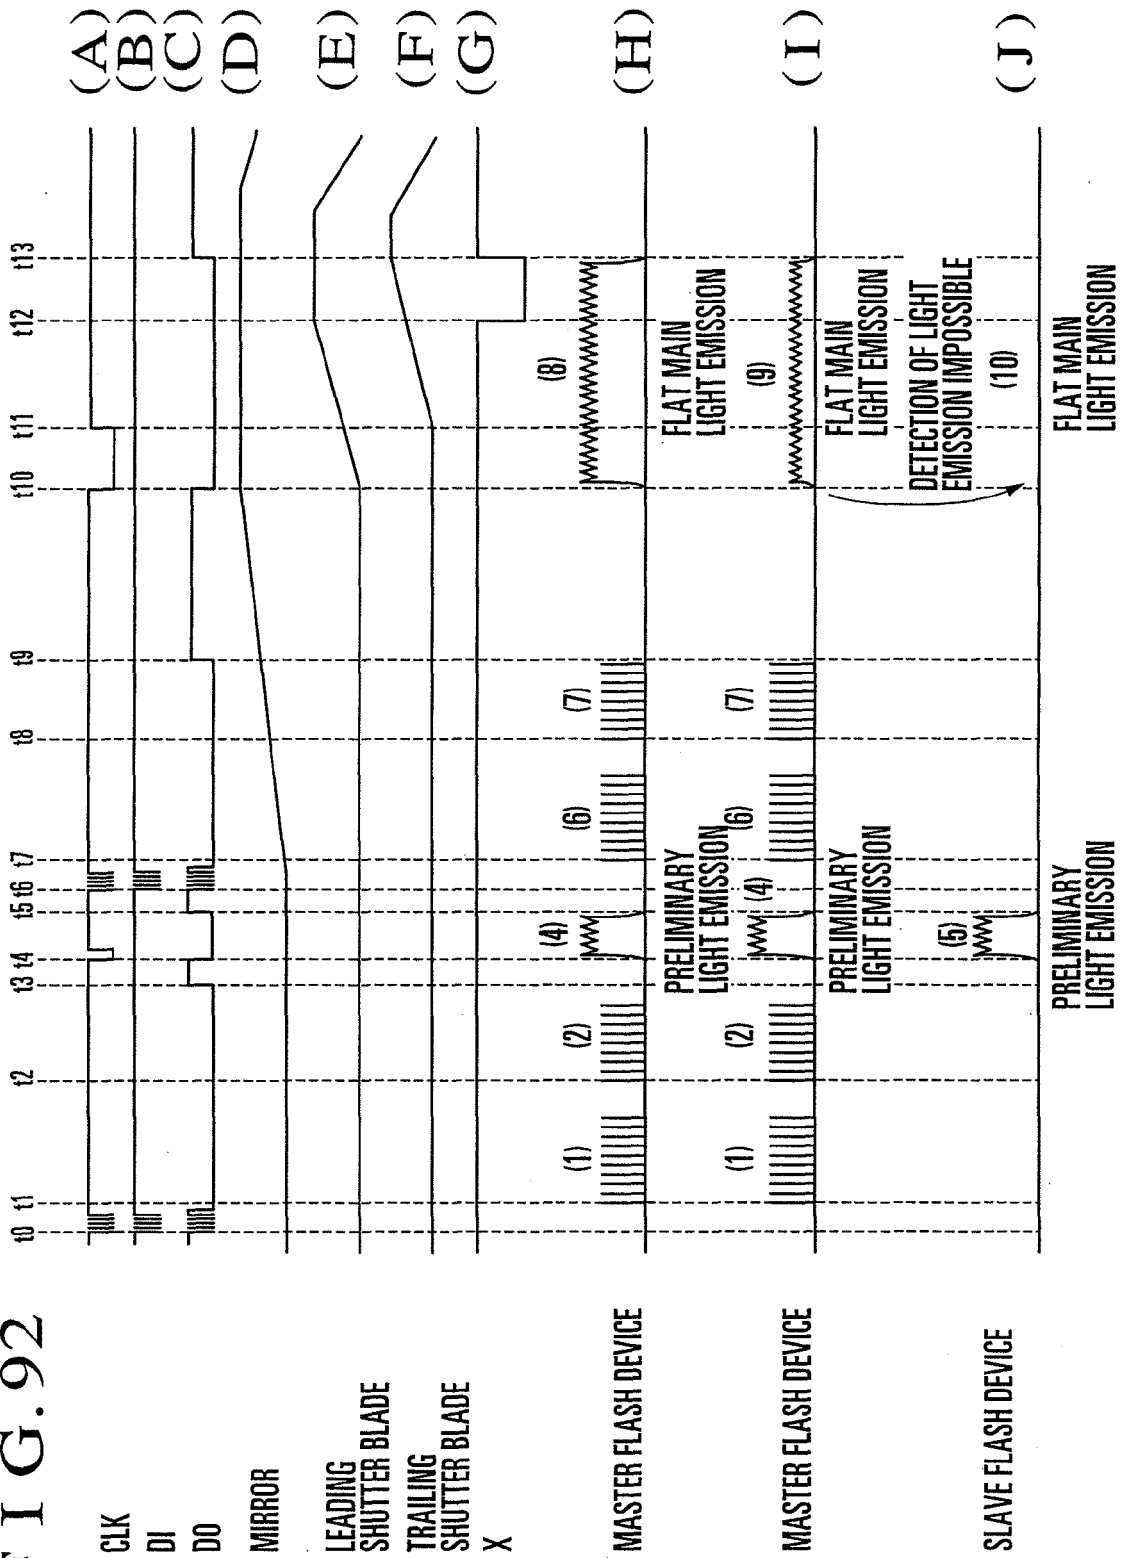 F I G. 92
t0 t1 t2 t3 t4 t5 t6 t7 t8 t9 t10 t11 t12 t13
CLK (A)
DI (B)
DO (C)
MIRROR (D)
LEADING
SHUTTER BLADE (E)
TRAILING
SHUTTER BLADE (F)
X (G)
MASTER FLASH DEVICE (H)
(1) (2) (4) (6) (7) (8)
PRELIMINARY
LIGHT EMISSION
FLAT MAIN
LIGHT EMISSION
MASTER FLASH DEVICE (I)
(1) (2) (4) (6) (7) (9)
PRELIMINARY
LIGHT EMISSION
FLAT MAIN
LIGHT EMISSION
DETECTION OF LIGHT
EMISSION IMPOSSIBLE
SLAVE FLASH DEVICE (J)
(5) (10)
PRELIMINARY
LIGHT EMISSION
FLAT MAIN
LIGHT EMISSION